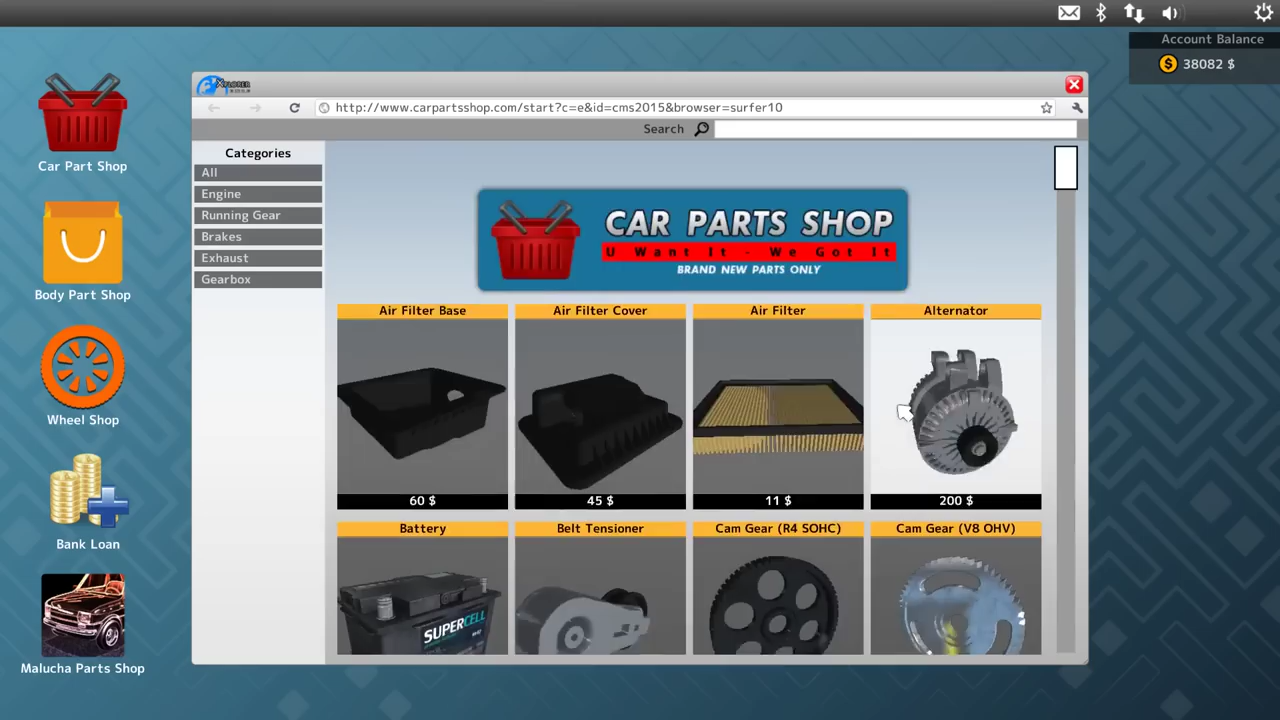 Account Balance
38082 $
XPLORER
http://www.carpartsshop.com/start?c=e&id=cms2015&browser=surfer10
Search
Car Part Shop
Body Part Shop
Wheel Shop
Bank Loan
Malucha Parts Shop
Categories
All
Engine
Running Gear
Brakes
Exhaust
Gearbox
CAR PARTS SHOP
U Want It - We Got It
BRAND NEW PARTS ONLY
Air Filter Base
Air Filter Cover
Air Filter
Alternator
60 $
45 $
11 $
200 $
Battery
Belt Tensioner
Cam Gear (R4 SOHC)
Cam Gear (V8 OHV)
SUPERCELL